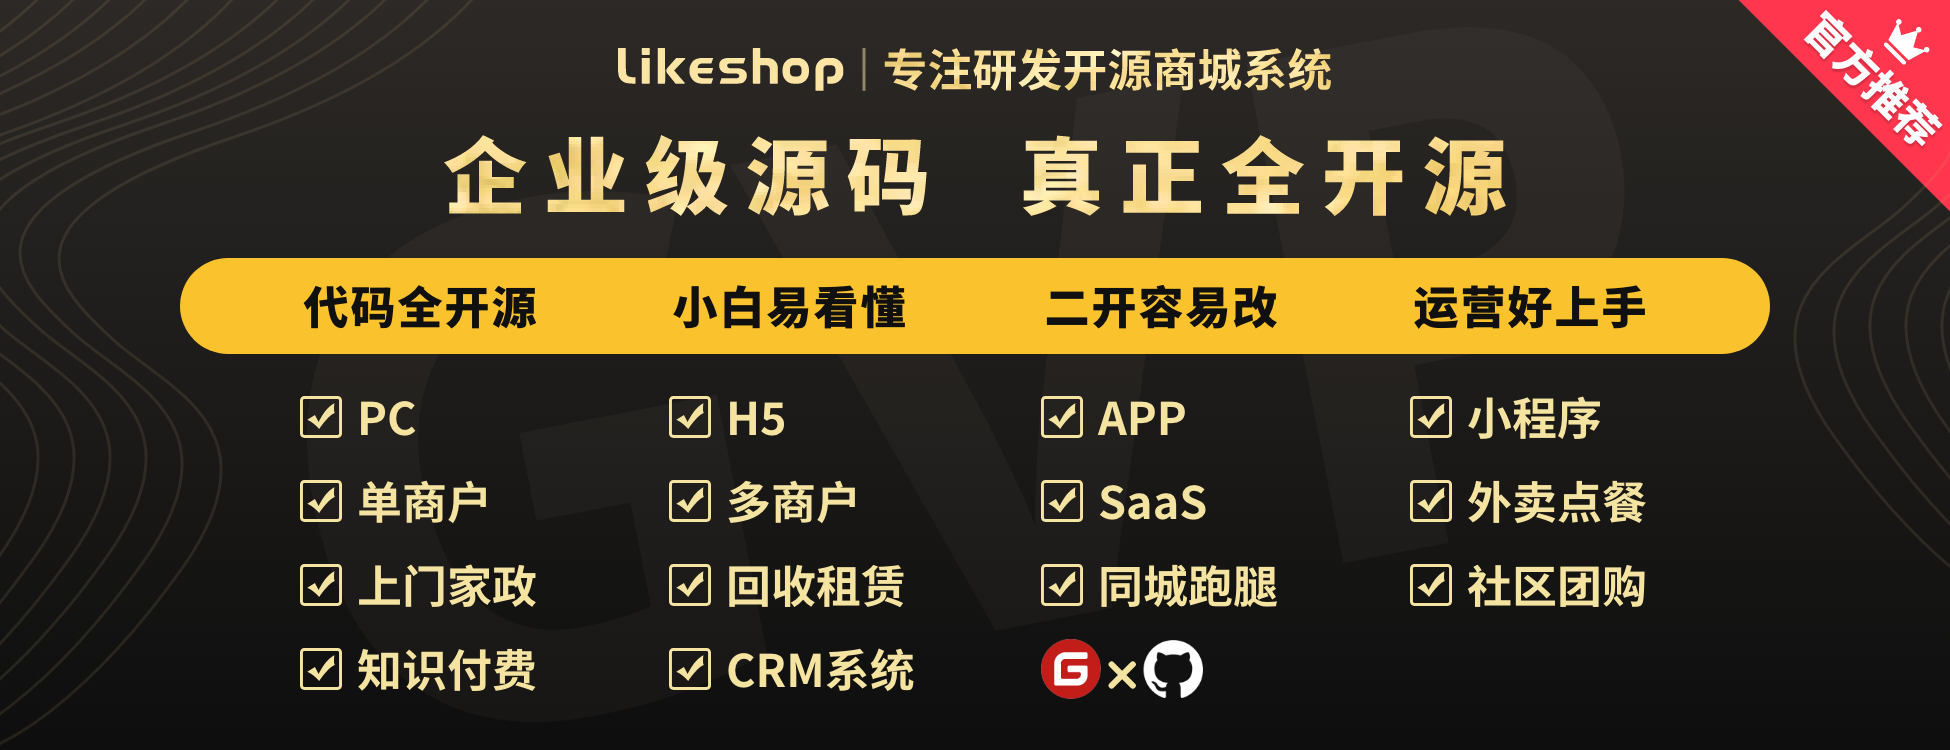 likeshop | 专注研发开源商城系统
官方推荐
企业级源码 真正全开源
代码全开源 小白易看懂 二开容易改 运营好上手
PC H5 APP 小程序
单商户 多商户 SaaS 外卖点餐
上门家政 回收租赁 同城跑腿 社区团购
知识付费 CRM系统 G×
GVP